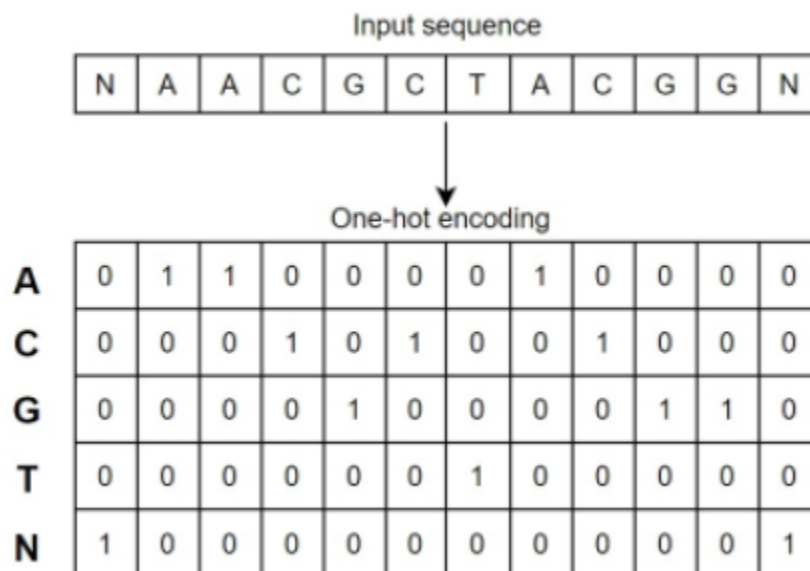 Input sequence
N A A C G C T A C G G N
One-hot encoding
A 0 1 1 0 0 0 0 1 0 0 0 0
C 0 0 0 1 0 1 0 0 1 0 0 0
G 0 0 0 0 1 0 0 0 0 1 1 0
T 0 0 0 0 0 0 1 0 0 0 0 0
N 1 0 0 0 0 0 0 0 0 0 0 1